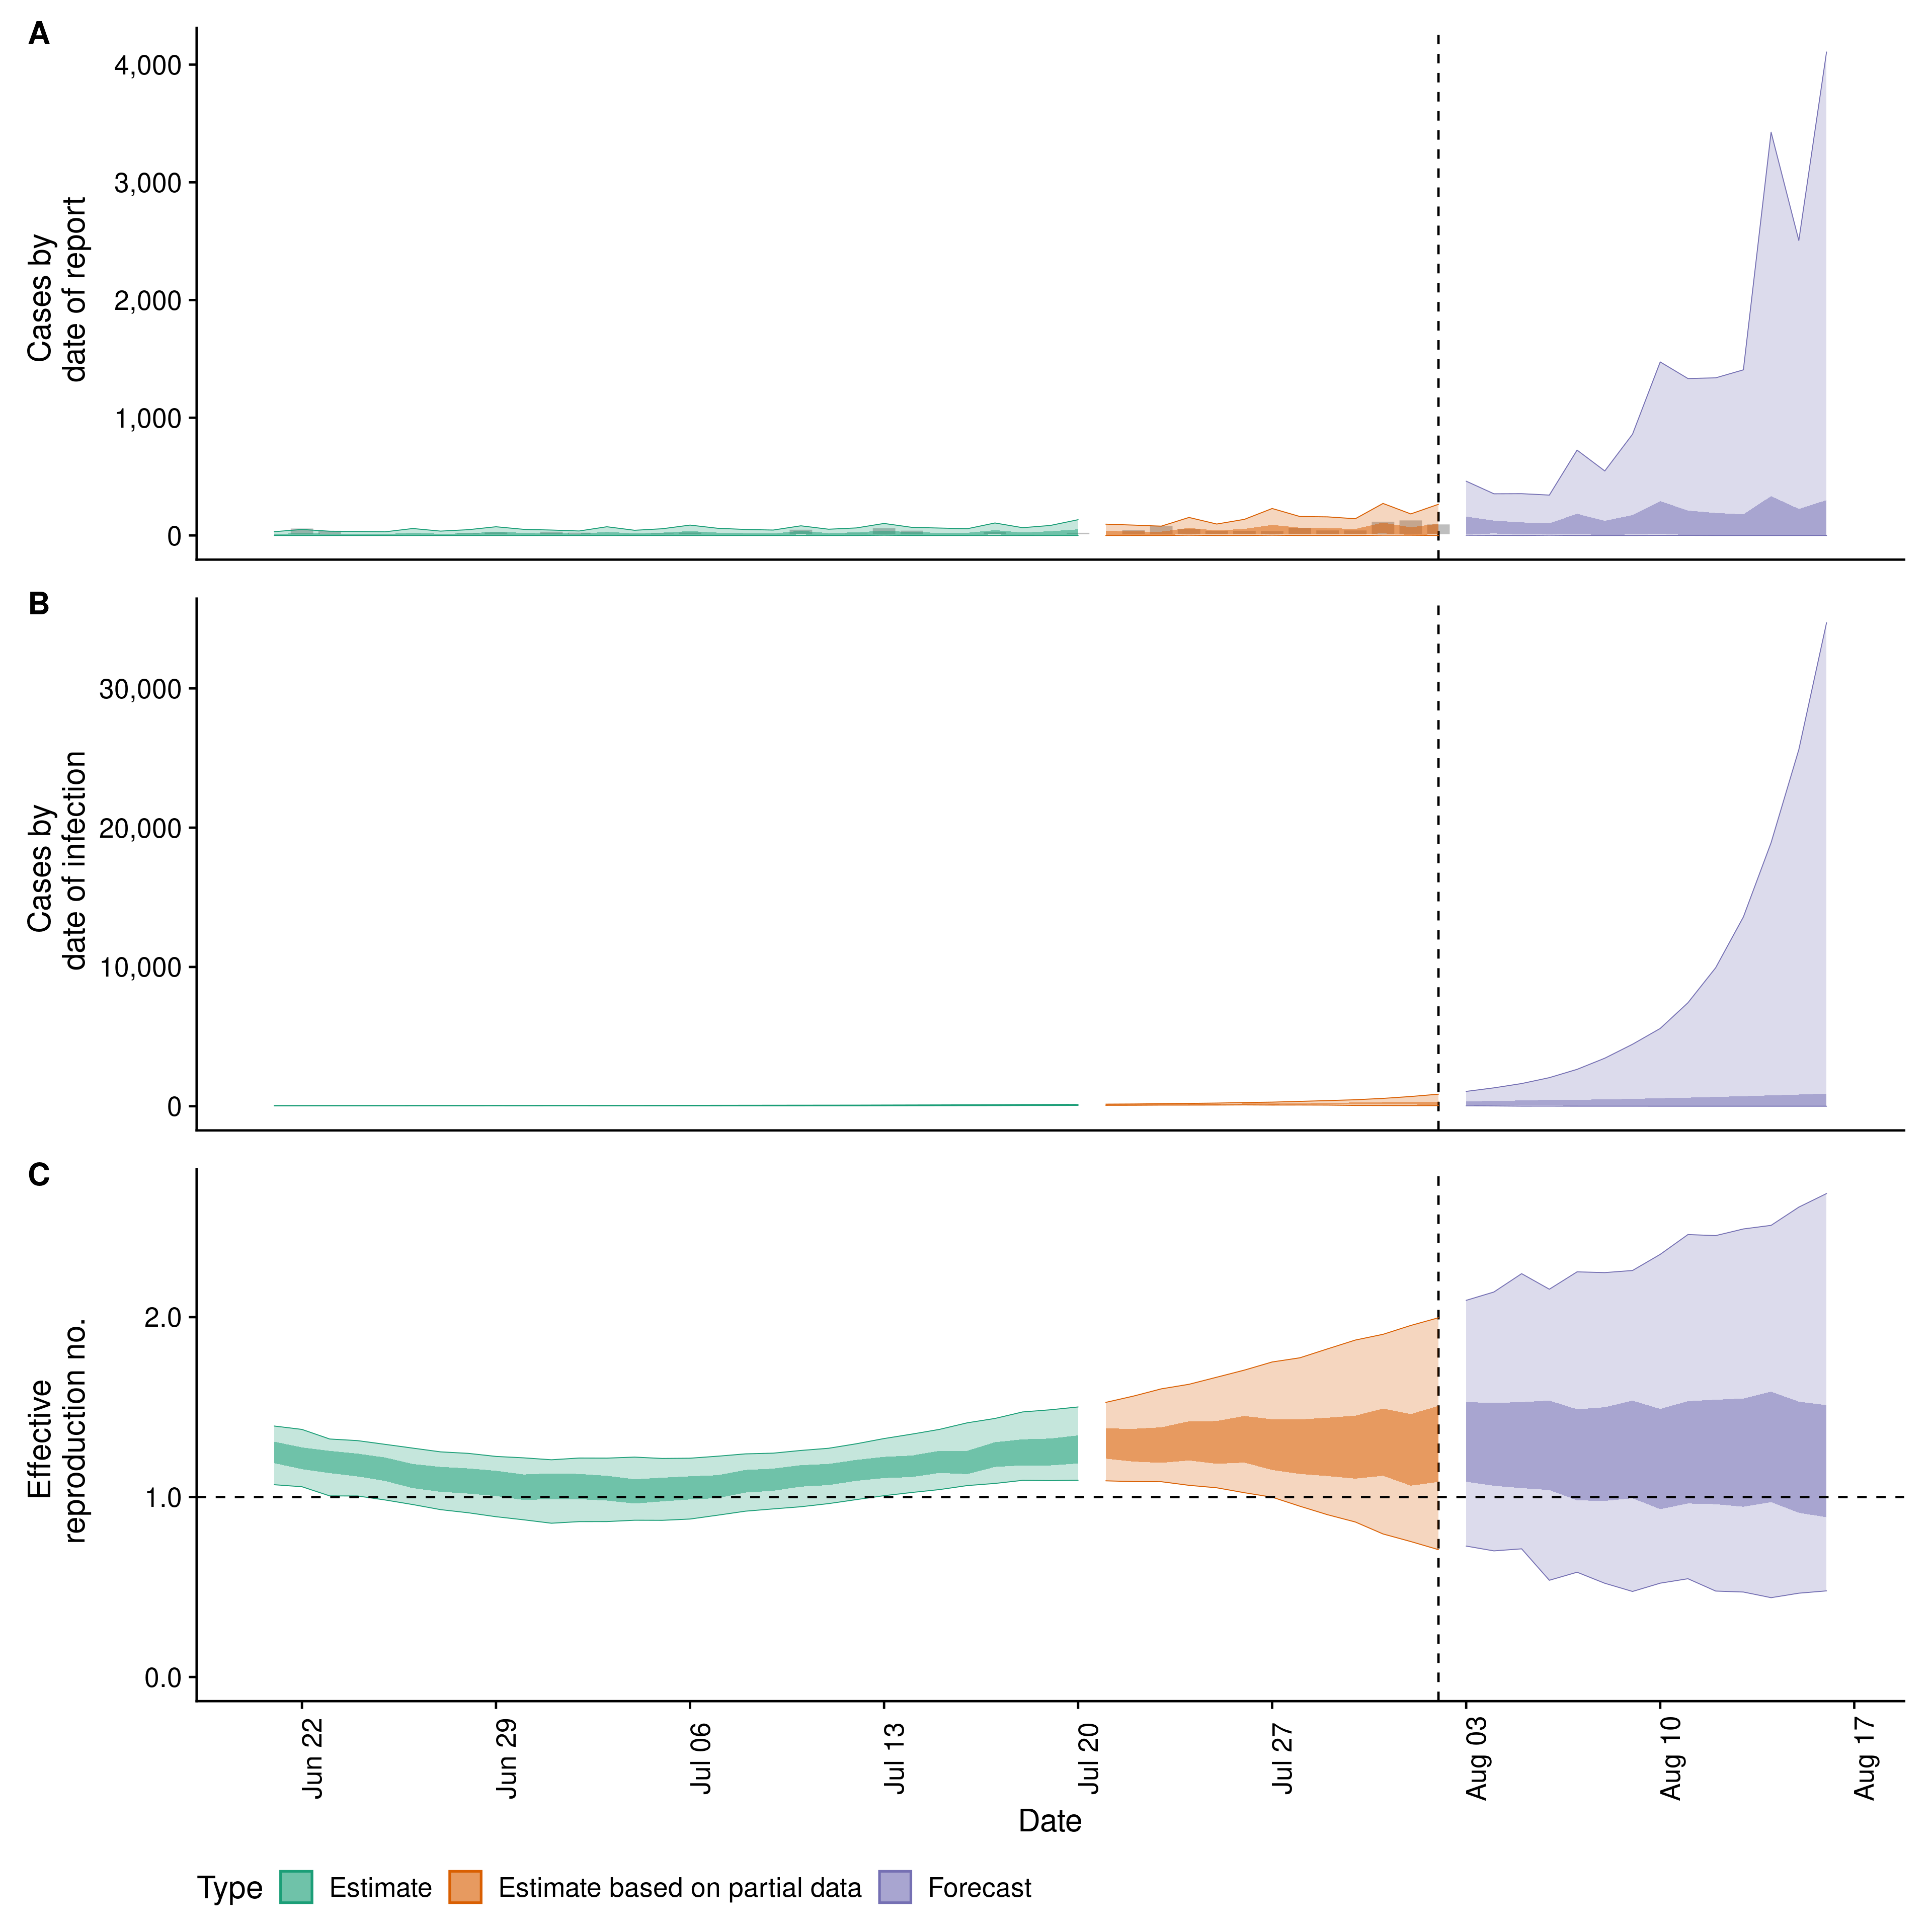 A
Cases by
date of report
4,000
3,000
2,000
1,000
0
B
Cases by
date of infection
30,000
20,000
10,000
0
C
Effective
reproduction no.
2.0
1.0
0.0
Jun 22
Jun 29
Jul 06
Jul 13
Jul 20
Jul 27
Aug 03
Aug 10
Aug 17
Date
Type Estimate Estimate based on partial data Forecast